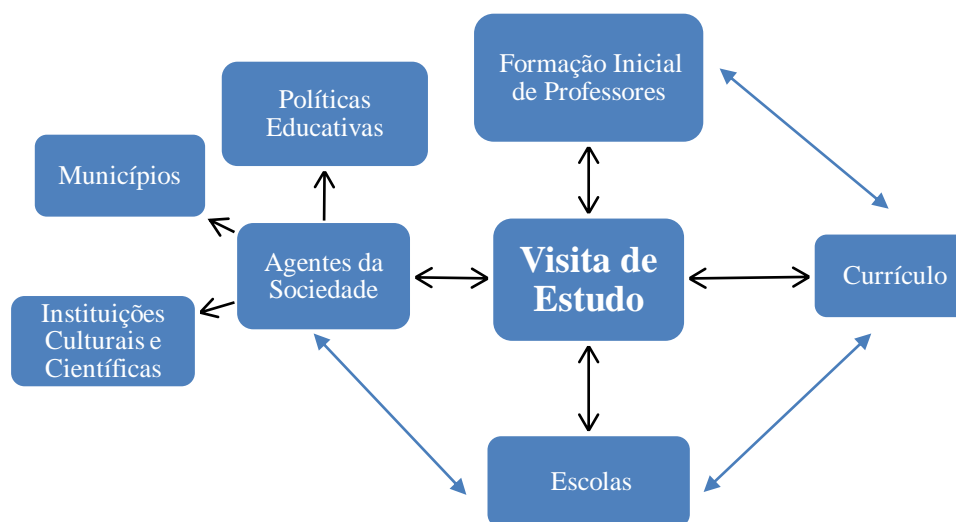 Formação Inicial
de Professores
Políticas
Educativas
Municípios
Agentes da
Sociedade
Visita de
Estudo
Currículo
Instituições
Culturais e
Científicas
Escolas